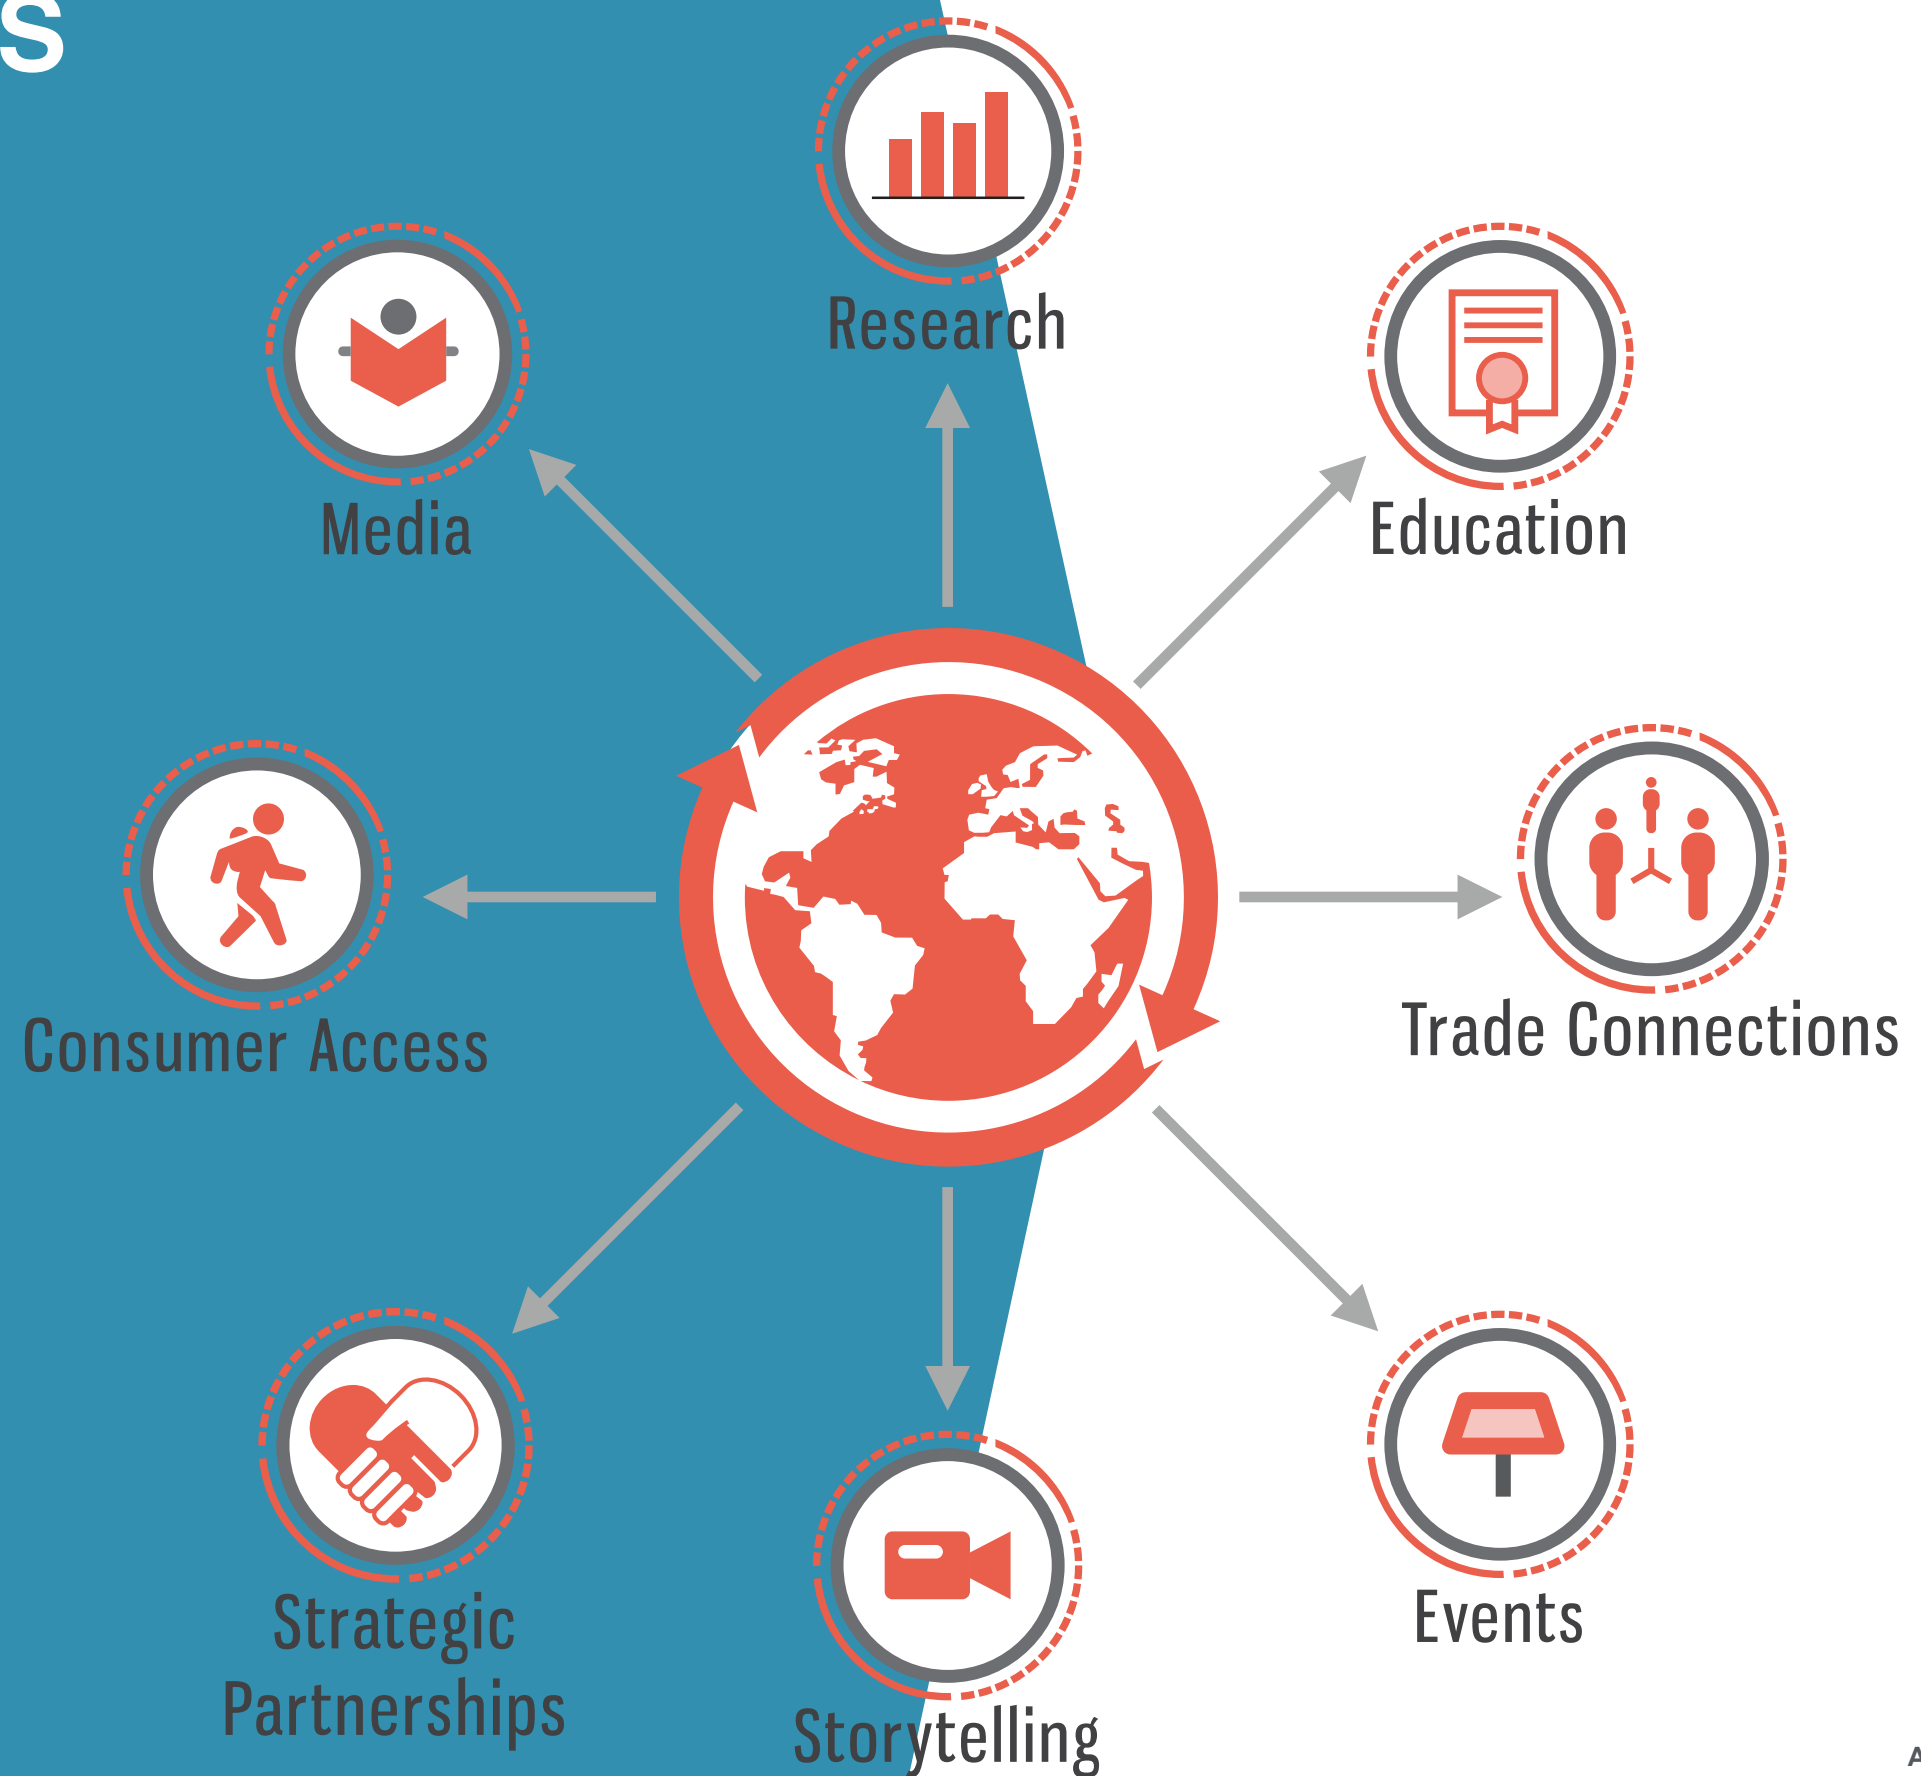 S
Research
Media
Education
Consumer Access
Trade Connections
Strategic
Partnerships
Events
Storytelling
A